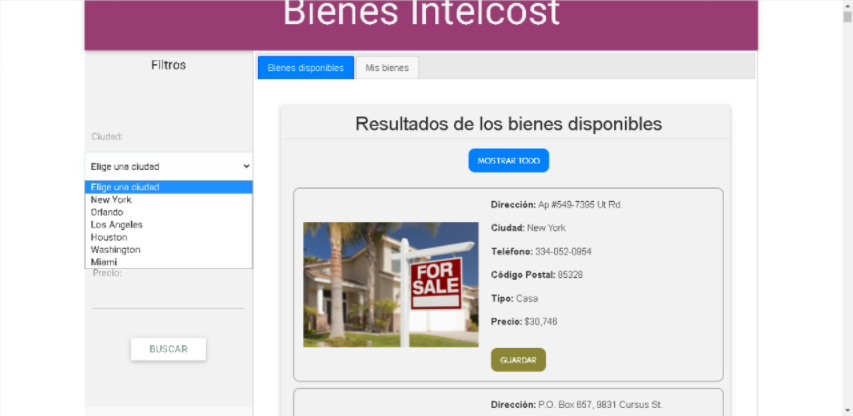 Bienes Intelcost
Filtros
Bienes disponibles
Mis bienes
Ciudad:
Elige una ciudad
Elige una ciudad
New York
Orlando
Los Angeles
Houston
Washington
Miami
Precio:
BUSCAR
Resultados de los bienes disponibles
MOSTRAR TODO
FOR
SALE
Dirección: Ap #549-7395 Ut Rd.
Ciudad: New York
Teléfono: 334-052-0954
Código Postal: 85328
Tipo: Casa
Precio: $30,746
GUARDAR
Dirección: P.O. Box 657, 9831 Cursus St.